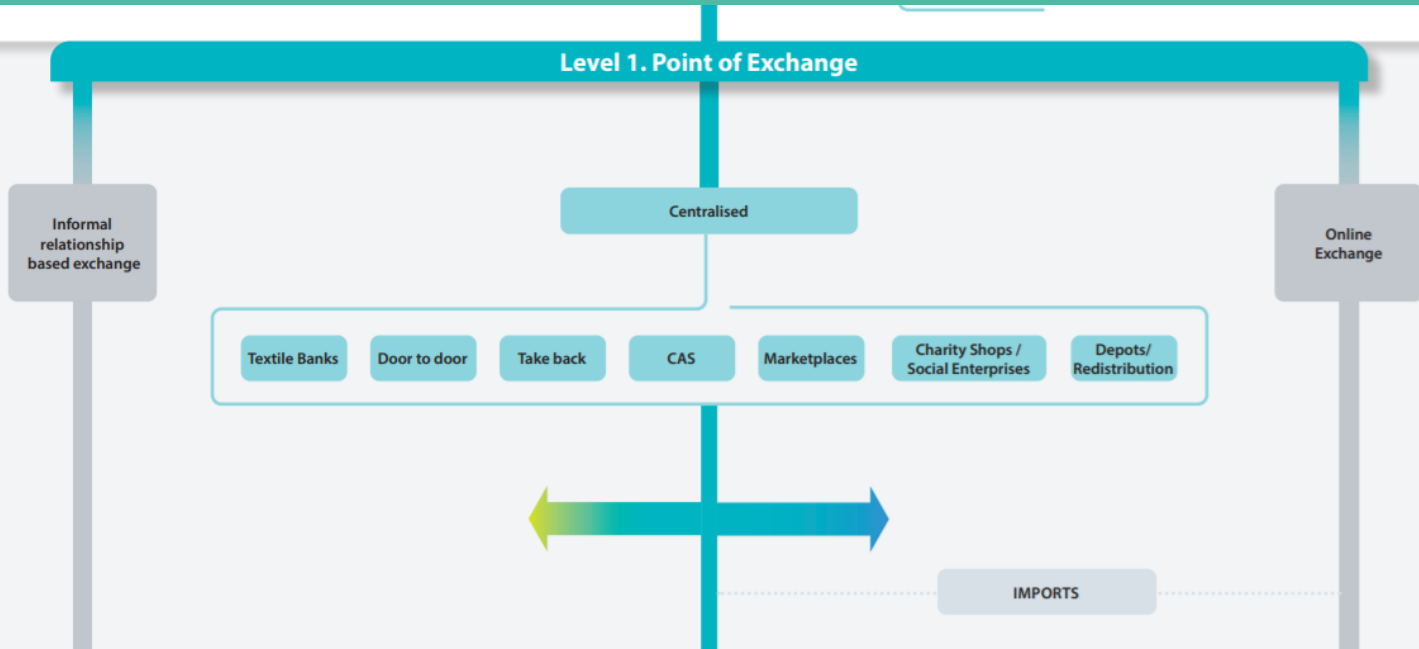 Level 1. Point of Exchange
Centralised
Informal
relationship
based exchange
Online
Exchange
Textile Banks
Door to door
Take back
CAS
Marketplaces
Charity Shops /
Social Enterprises
Depots/
Redistribution
IMPORTS